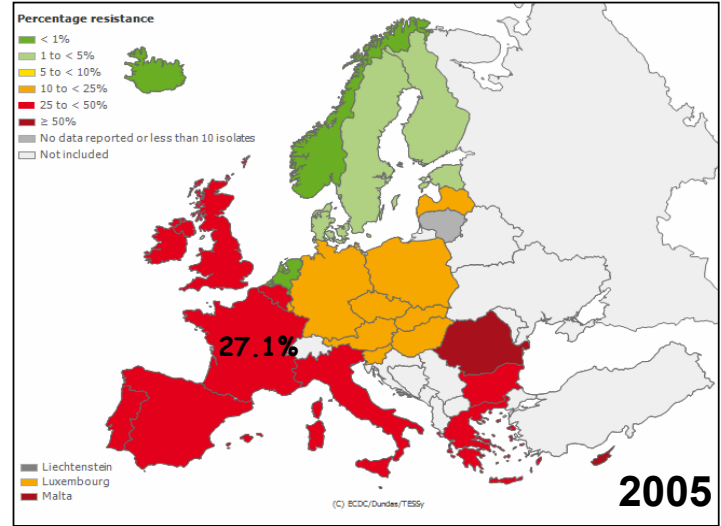 Percentage resistance
< 1%
1 to < 5%
5 to < 10%
10 to < 25%
25 to < 50%
≥ 50%
No data reported or less than 10 isolates
Not included
27.1%
Liechtenstein
Luxembourg
Malta
(C) ECDC/Dundas/TESSy
2005